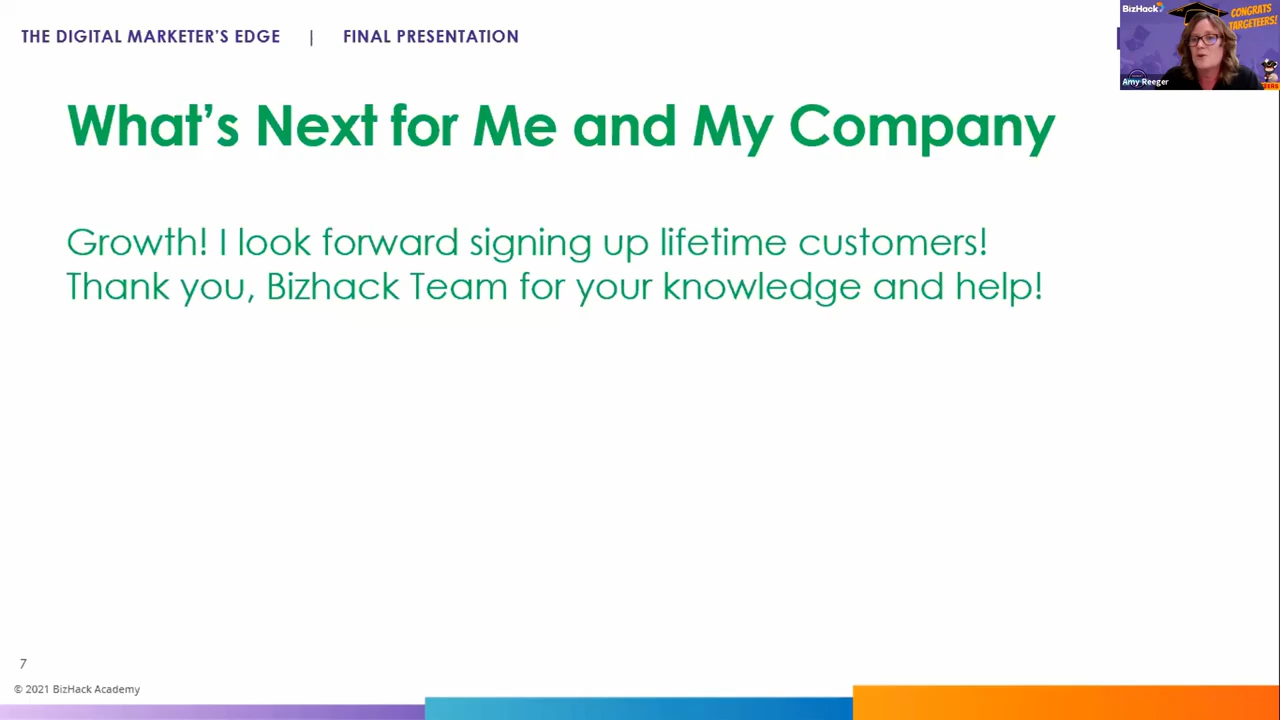 THE DIGITAL MARKETER'S EDGE | FINAL PRESENTATION
BizHack
CONGRATS
TARGETEERS!
Amy Reeger
What's Next for Me and My Company
Growth! I look forward signing up lifetime customers!
Thank you, Bizhack Team for your knowledge and help!
7
© 2021 BizHack Academy